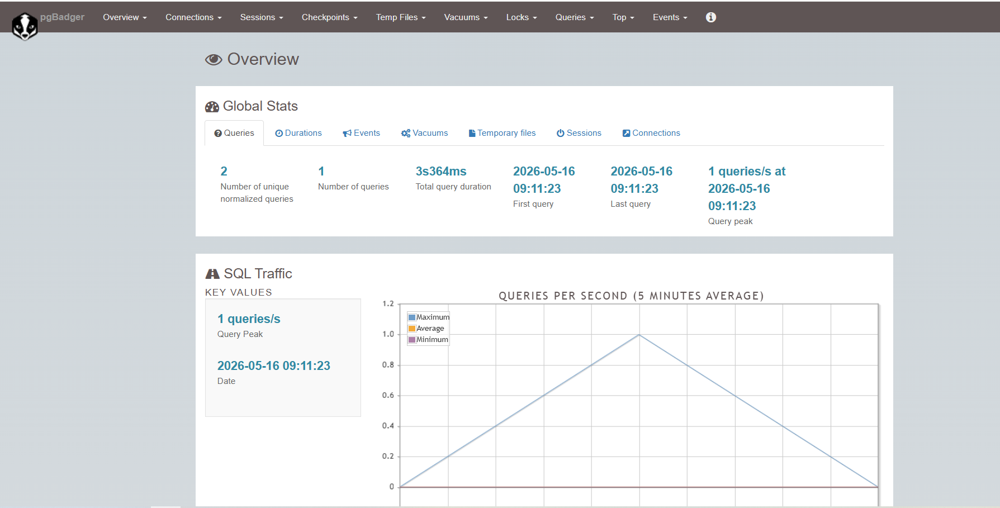 pgBadger Overview Connections Sessions Checkpoints Temp Files Vacuums Locks Queries Top Events
Overview
Global Stats
Queries Durations Events Vacuums Temporary files Sessions Connections
2
Number of unique
normalized queries
1
Number of queries
3s364ms
Total query duration
2026-05-16
09:11:23
First query
2026-05-16
09:11:23
Last query
1 queries/s at
2026-05-16
09:11:23
Query peak
SQL Traffic
KEY VALUES
1 queries/s
Query Peak
2026-05-16 09:11:23
Date
QUERIES PER SECOND (5 MINUTES AVERAGE)
Maximum
Average
Minimum
1.2
1.0
0.8
0.6
0.4
0.2
0